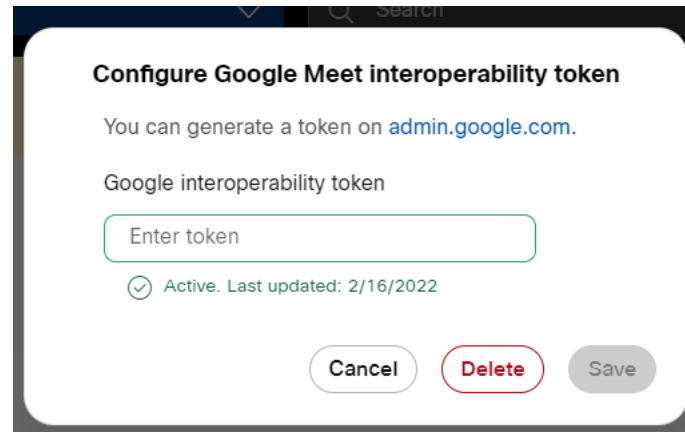 Search
Configure Google Meet interoperability token
You can generate a token on admin.google.com.
Google interoperability token
Enter token
Active. Last updated: 2/16/2022
Cancel Delete Save